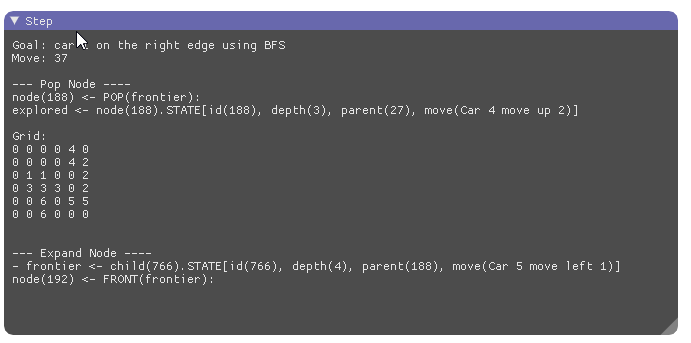 Step
Goal: car 1 on the right edge using BFS
Move: 37
--- Pop Node ----
node(188) <- POP(frontier):
explored <- node(188).STATE[id(188), depth(3), parent(27), move(Car 4 move up 2)]
Grid:
0 0 0 0 4 0
0 0 0 0 4 2
0 1 1 0 0 2
0 3 3 3 0 2
0 0 6 0 5 5
0 0 6 0 0 0
--- Expand Node ----
- frontier <- child(766).STATE[id(766), depth(4), parent(188), move(Car 5 move left 1)]
node(192) <- FRONT(frontier):